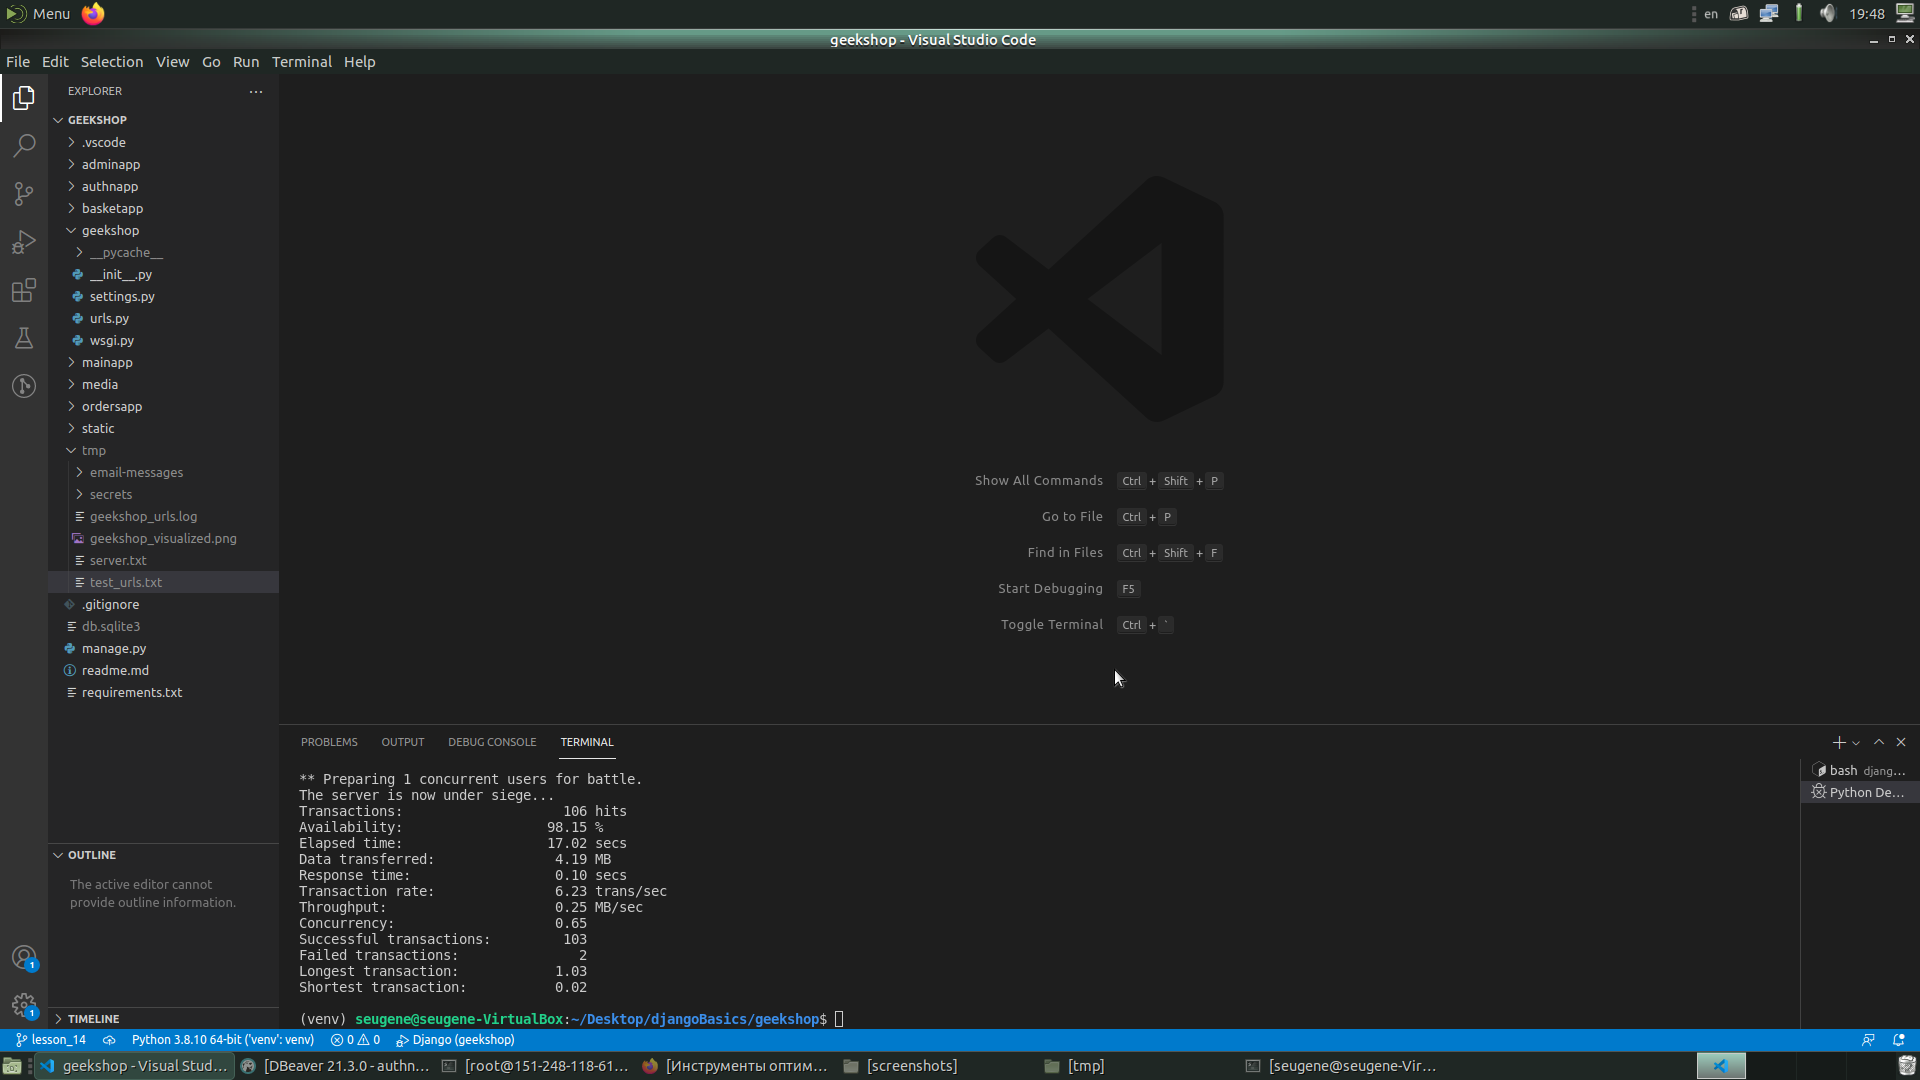 Menu
en
19:48
geekshop - Visual Studio Code
File Edit Selection View Go Run Terminal Help
EXPLORER
GEEKSHOP
.vscode
adminapp
authnapp
basketapp
geekshop
__pycache__
__init__.py
settings.py
urls.py
wsgi.py
mainapp
media
ordersapp
static
tmp
email-messages
secrets
geekshop_urls.log
geekshop_visualized.png
server.txt
test_urls.txt
.gitignore
db.sqlite3
manage.py
readme.md
requirements.txt
OUTLINE
The active editor cannot
provide outline information.
TIMELINE
Show All Commands Ctrl + Shift + P
Go to File Ctrl + P
Find in Files Ctrl + Shift + F
Start Debugging F5
Toggle Terminal Ctrl + `
PROBLEMS OUTPUT DEBUG CONSOLE TERMINAL
** Preparing 1 concurrent users for battle.
The server is now under siege...
Transactions: 106 hits
Availability: 98.15 %
Elapsed time: 17.02 secs
Data transferred: 4.19 MB
Response time: 0.10 secs
Transaction rate: 6.23 trans/sec
Throughput: 0.25 MB/sec
Concurrency: 0.65
Successful transactions: 103
Failed transactions: 2
Longest transaction: 1.03
Shortest transaction: 0.02
(venv) seugene@seugene-VirtualBox:~/Desktop/djangoBasics/geekshop$
bash djang...
Python De...
1
1
lesson_14 Python 3.8.10 64-bit ('venv': venv) 0 0 Django (geekshop)
geekshop - Visual Stud... [DBeaver 21.3.0 - authn... [root@151-248-118-61... [Инструменты оптим... [screenshots] [tmp] [seugene@seugene-Vir...